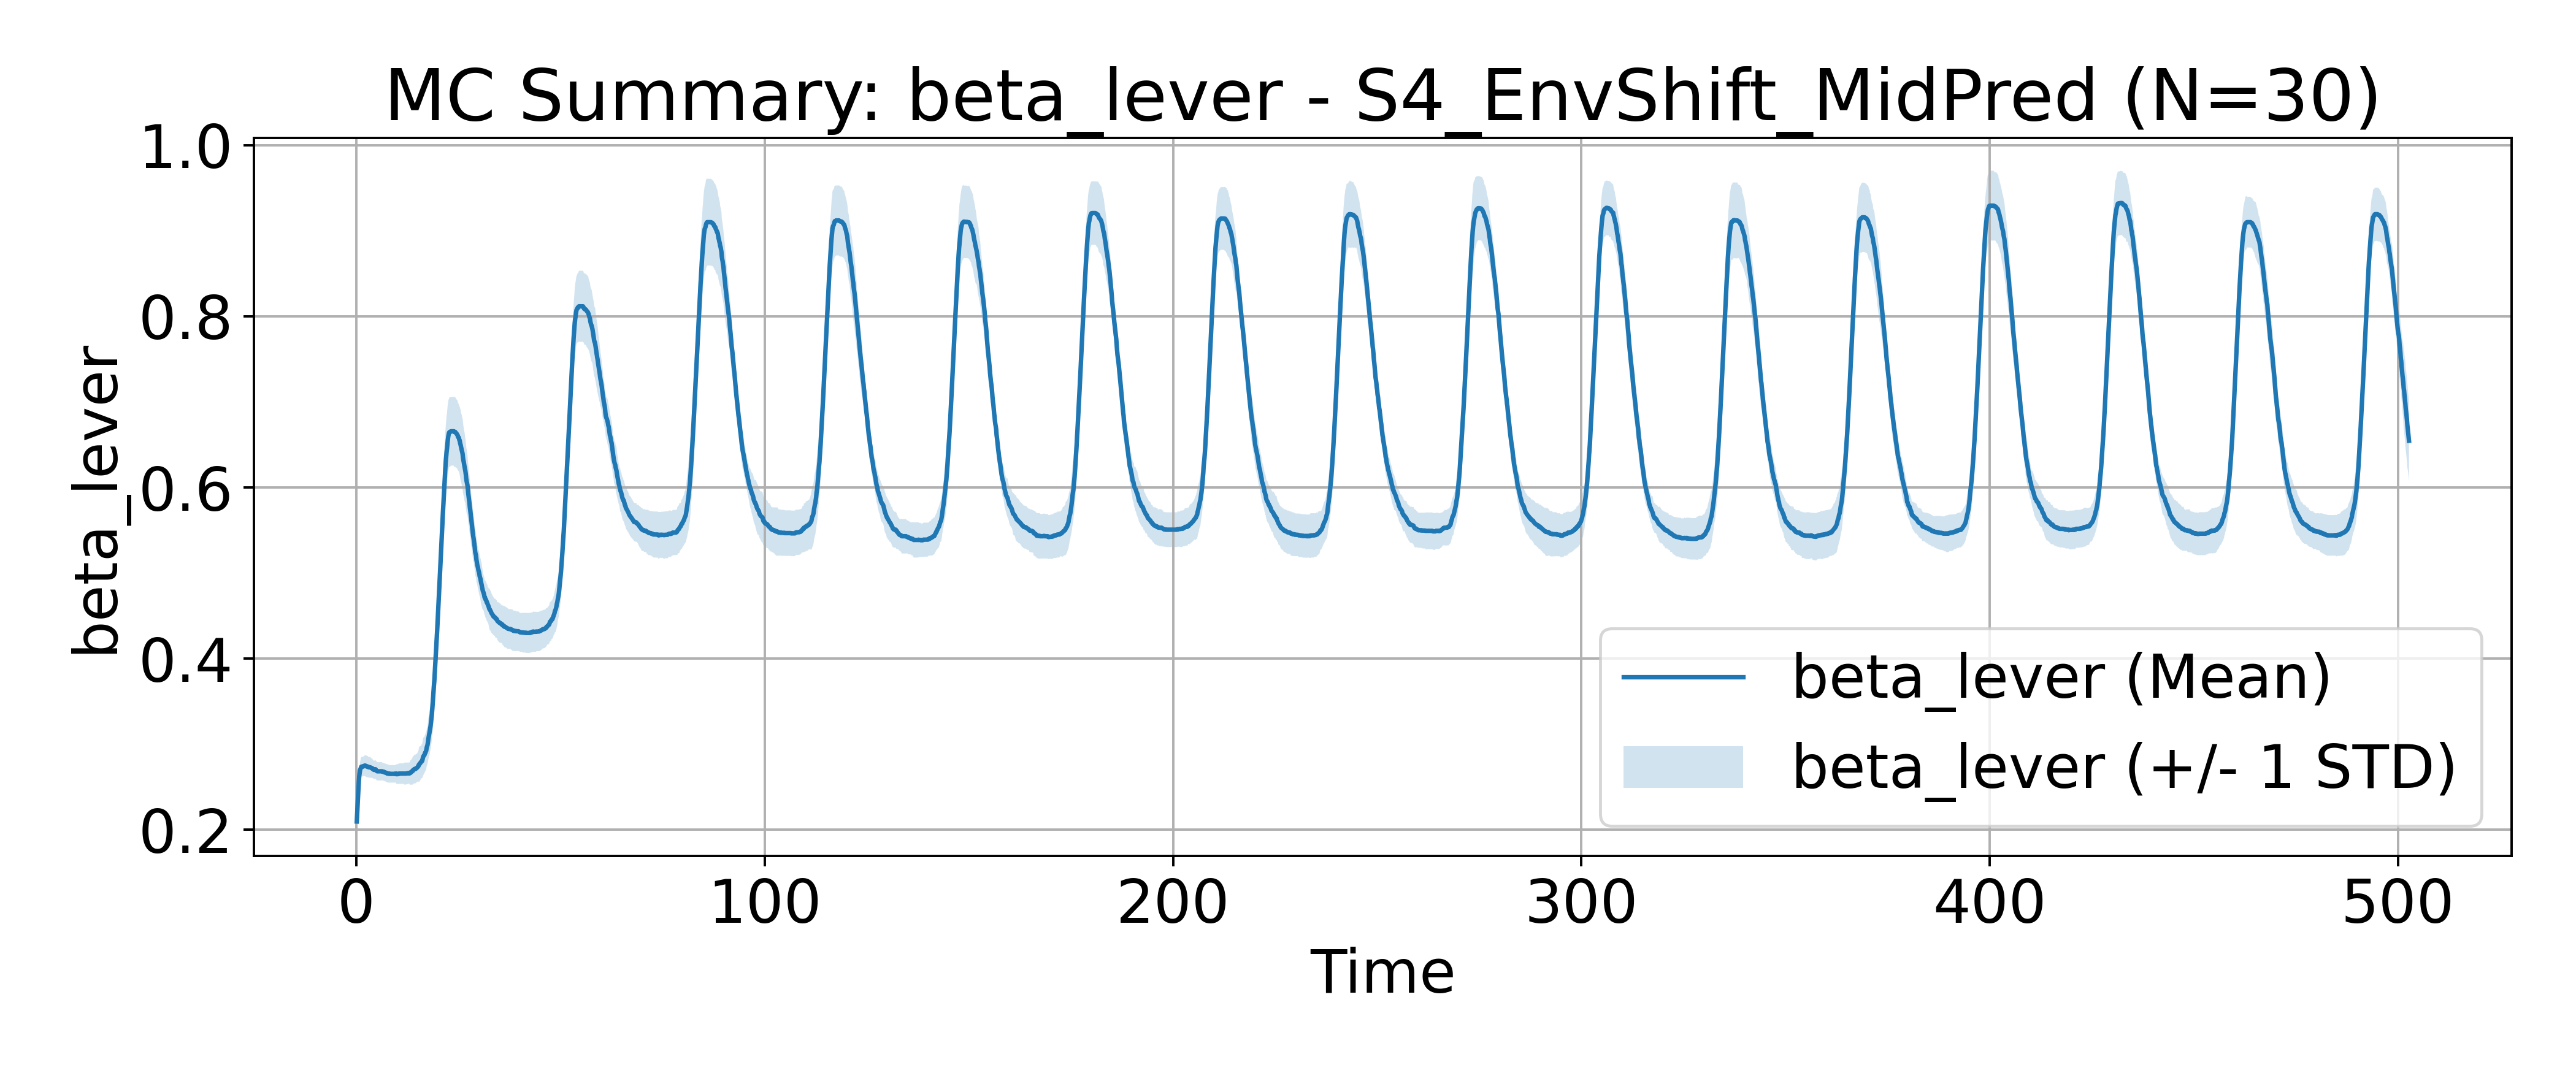 MC Summary: beta_lever - S4_EnvShift_MidPred (N=30)
1.0
0.8
0.6
0.4
0.2
beta_lever
beta_lever (Mean)
beta_lever (+/- 1 STD)
0 100 200 300 400 500
Time